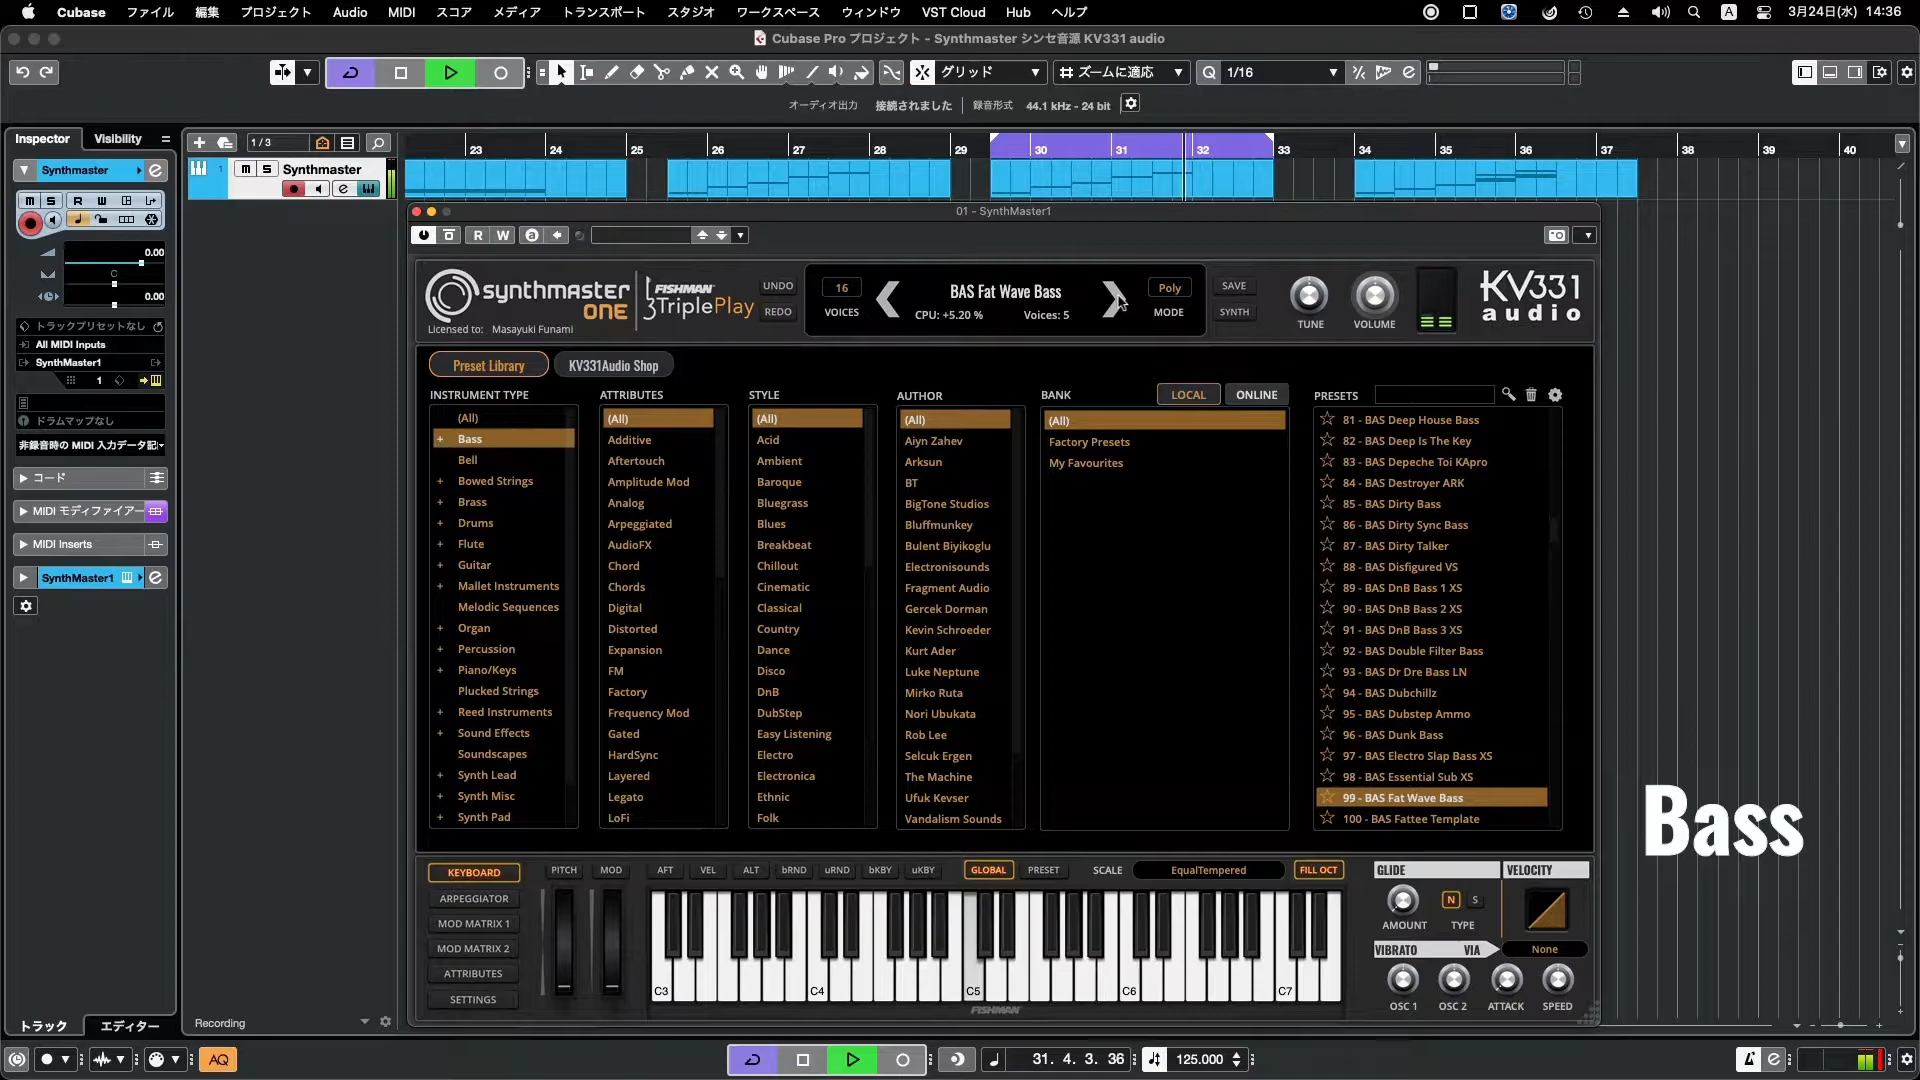 Cubase ファイル 編集 プロジェクト Audio MIDI スコア メディア トランスポート スタジオ ワークスペース ウィンドウ VST Cloud Hub ヘルプ A 3月24日(水) 14:36
Cubase Pro プロジェクト - Synthmaster シンセ音源 KV331 audio
グリッド ズームに適応 Q 1/16
オーディオ出力 接続されました 録音形式 44.1 kHz - 24 bit
Inspector Visibility 1/3
23 24 25 26 27 28 29 30 31 32 33 34 35 36 37 38 39 40
Synthmaster 1 m S Synthmaster
m S R W
0.00
C
0.00
トラックプリセットなし
All MIDI Inputs
SynthMaster1
1
ドラムマップなし
非録音時の MIDI 入力データ記
コード
MIDI モディファイアー
MIDI Inserts
SynthMaster1
01 - SynthMaster1
R W
synthmaster ONE FISHMAN TriplePlay
Licensed to: Masayuki Funami
UNDO
REDO
16 VOICES
BAS Fat Wave Bass
CPU: +5.20 % Voices: 5
Poly MODE
SAVE
SYNTH
TUNE VOLUME
KV331 audio
Preset Library KV331Audio Shop
INSTRUMENT TYPE
(All)
+ Bass
Bell
+ Bowed Strings
+ Brass
+ Drums
+ Flute
+ Guitar
+ Mallet Instruments
Melodic Sequences
+ Organ
+ Percussion
+ Piano/Keys
Plucked Strings
+ Reed Instruments
+ Sound Effects
Soundscapes
+ Synth Lead
+ Synth Misc
+ Synth Pad
ATTRIBUTES
(All)
Additive
Aftertouch
Amplitude Mod
Analog
Arpeggiated
AudioFX
Chord
Chords
Digital
Distorted
Expansion
FM
Factory
Frequency Mod
Gated
HardSync
Layered
Legato
LoFi
STYLE
(All)
Acid
Ambient
Baroque
Bluegrass
Blues
Breakbeat
Chillout
Cinematic
Classical
Country
Dance
Disco
DnB
DubStep
Easy Listening
Electro
Electronica
Ethnic
Folk
AUTHOR
(All)
Aiyn Zahev
Arksun
BT
BigTone Studios
Bluffmunkey
Bulent Biyikoglu
Electronisounds
Fragment Audio
Gercek Dorman
Kevin Schroeder
Kurt Ader
Luke Neptune
Mirko Ruta
Nori Ubukata
Rob Lee
Selcuk Ergen
The Machine
Ufuk Kevser
Vandalism Sounds
BANK LOCAL ONLINE
(All)
Factory Presets
My Favourites
PRESETS
81 - BAS Deep House Bass
82 - BAS Deep Is The Key
83 - BAS Depeche Toi KApro
84 - BAS Destroyer ARK
85 - BAS Dirty Bass
86 - BAS Dirty Sync Bass
87 - BAS Dirty Talker
88 - BAS Disfigured VS
89 - BAS DnB Bass 1 XS
90 - BAS DnB Bass 2 XS
91 - BAS DnB Bass 3 XS
92 - BAS Double Filter Bass
93 - BAS Dr Dre Bass LN
94 - BAS Dubchillz
95 - BAS Dubstep Ammo
96 - BAS Dunk Bass
97 - BAS Electro Slap Bass XS
98 - BAS Essential Sub XS
99 - BAS Fat Wave Bass
100 - BAS Fattee Template
Bass
KEYBOARD
ARPEGGIATOR
MOD MATRIX 1
MOD MATRIX 2
ATTRIBUTES
SETTINGS
PITCH MOD AFT VEL ALT bRND uRND bKBY uKBY GLOBAL PRESET SCALE EqualTempered FILL OCT
C3 C4 C5 C6 C7
FISHMAN
GLIDE VELOCITY
N S
AMOUNT TYPE
VIBRATO VIA None
OSC 1 OSC 2 ATTACK SPEED
トラック エディター Recording
AQ 31. 4. 3. 36 125.000